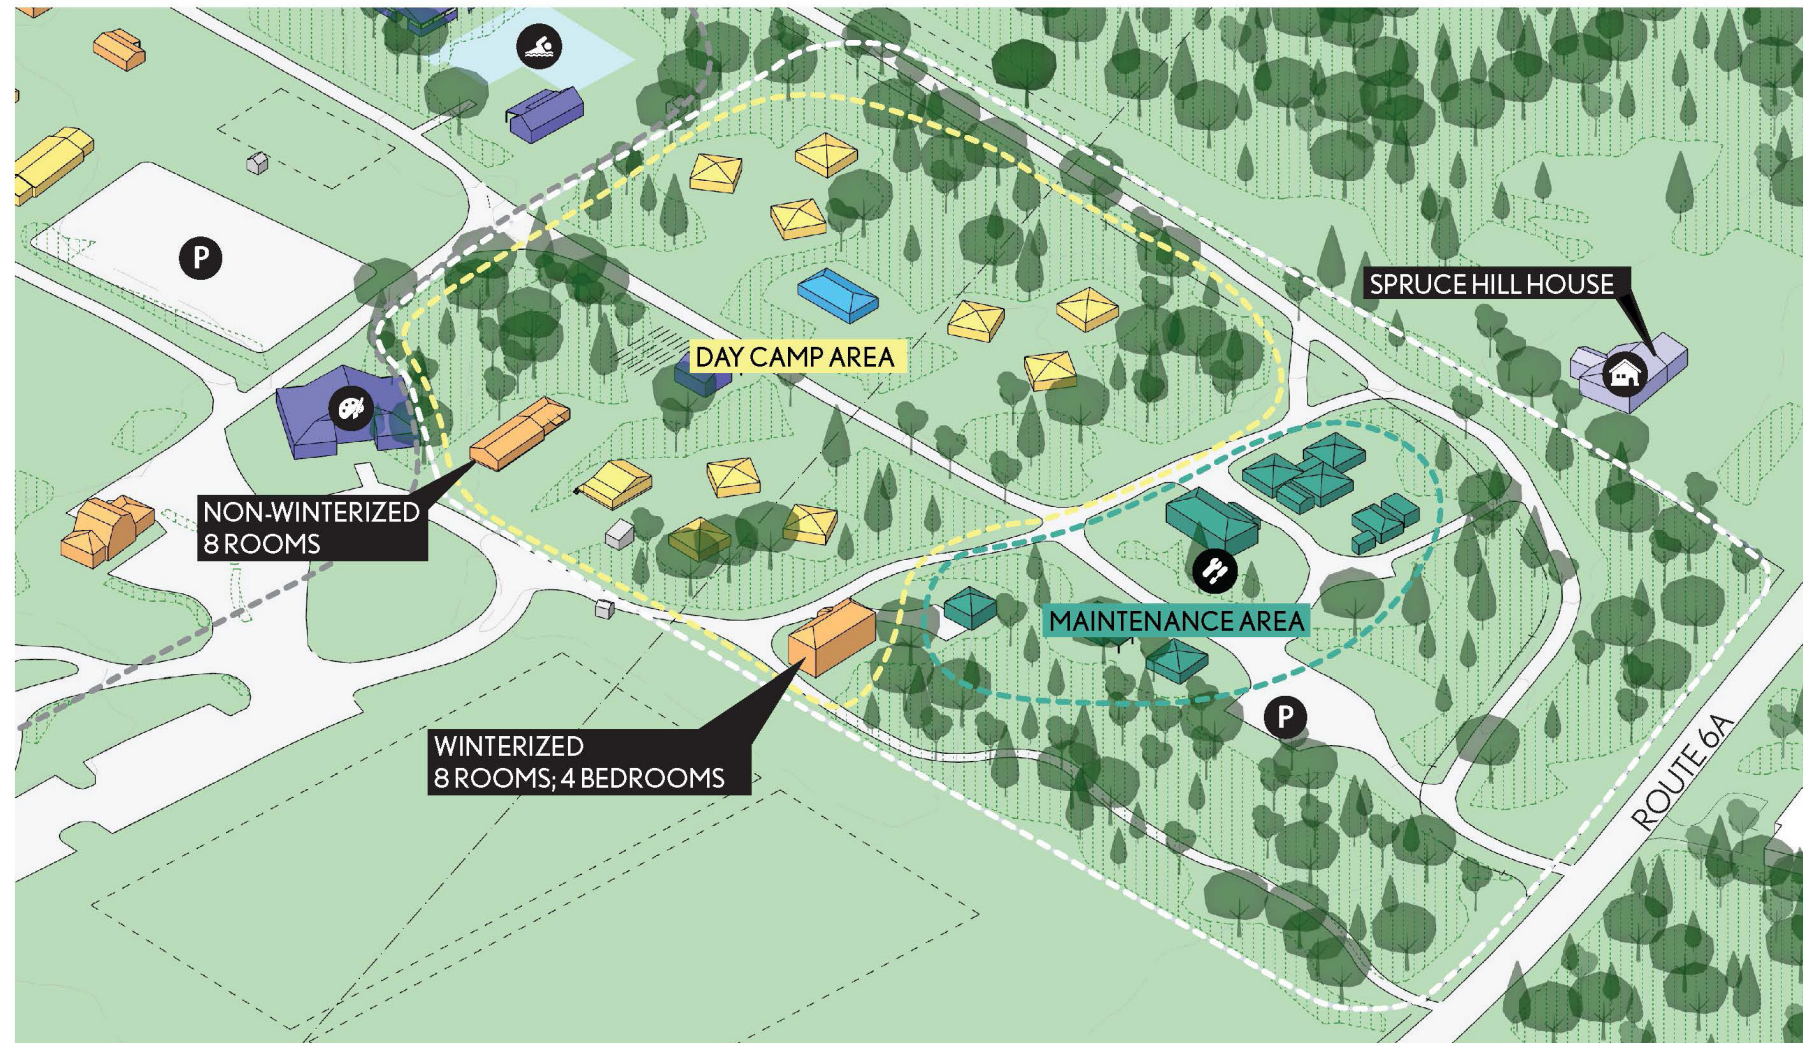 P
SPRUCE HILL HOUSE
DAY CAMP AREA
NON-WINTERIZED
8 ROOMS
MAINTENANCE AREA
P
WINTERIZED
8 ROOMS; 4 BEDROOMS
ROUTE 6A